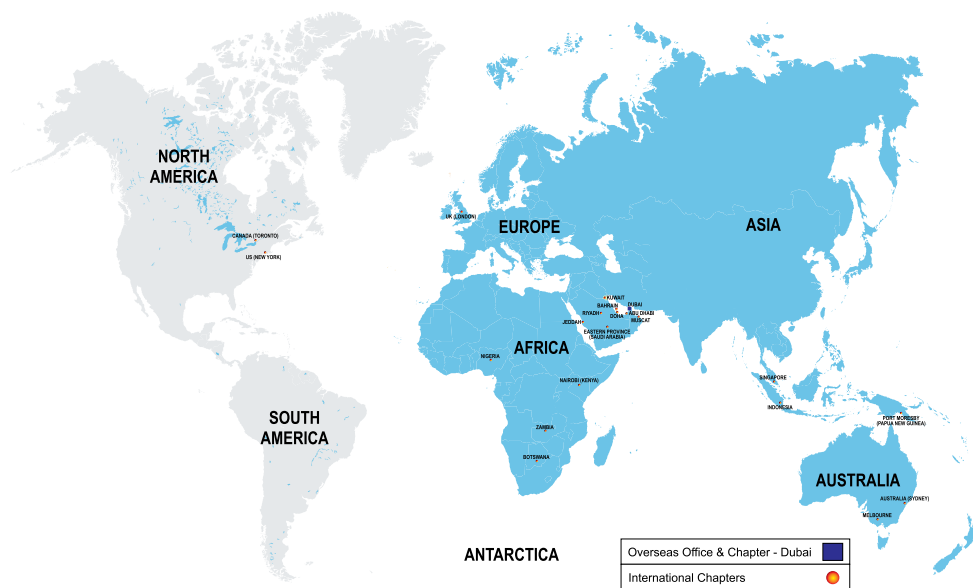 NORTH
AMERICA
UK (LONDON)
EUROPE
ASIA
CANADA (TORONTO)
US (NEW YORK)
KUWAIT
BAHRAIN
DUBAI
RIYADH
DOHA
ABU DHABI
JEDDAH
MUSCAT
EASTERN PROVINCE
(SAUDI ARABIA)
AFRICA
NIGERIA
NAIROBI (KENYA)
SINGAPORE
INDONESIA
SOUTH
AMERICA
PORT MORESBY
(PAPUA NEW GUINEA)
ZAMBIA
BOTSWANA
AUSTRALIA
AUSTRALIA (SYDNEY)
MELBOURNE
ANTARCTICA
Overseas Office & Chapter - Dubai
International Chapters